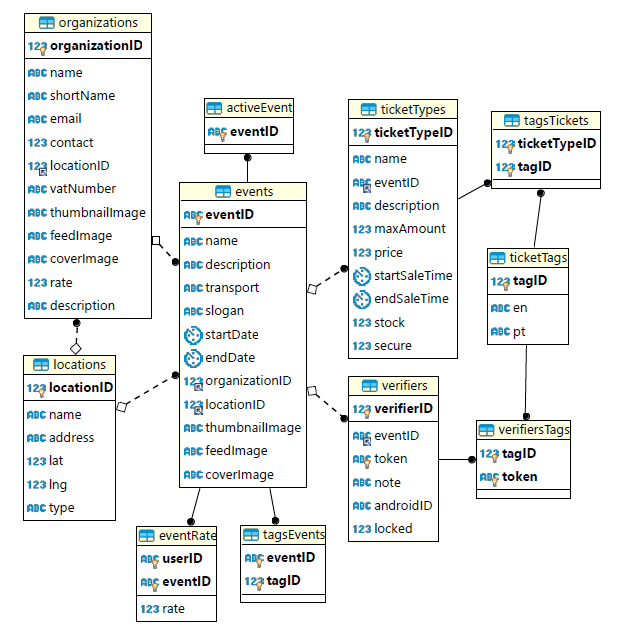 organizations
123 organizationID
ABC name
ABC shortName
ABC email
123 contact
123 locationID
ABC vatNumber
ABC thumbnailImage
ABC feedImage
ABC coverImage
123 rate
ABC description
locations
123 locationID
ABC name
ABC address
123 lat
123 lng
ABC type
activeEvent
ABC eventID
events
ABC eventID
ABC name
ABC description
ABC transport
ABC slogan
startDate
endDate
123 organizationID
123 locationID
ABC thumbnailImage
ABC feedImage
ABC coverImage
eventRate
ABC userID
ABC eventID
123 rate
tagsEvents
ABC eventID
123 tagID
ticketTypes
123 ticketTypeID
ABC name
ABC eventID
ABC description
123 maxAmount
123 price
startSaleTime
endSaleTime
123 stock
123 secure
verifiers
123 verifierID
ABC eventID
ABC token
ABC note
ABC androidID
123 locked
tagsTickets
123 ticketTypeID
123 tagID
ticketTags
123 tagID
ABC en
ABC pt
verifiersTags
123 tagID
ABC token